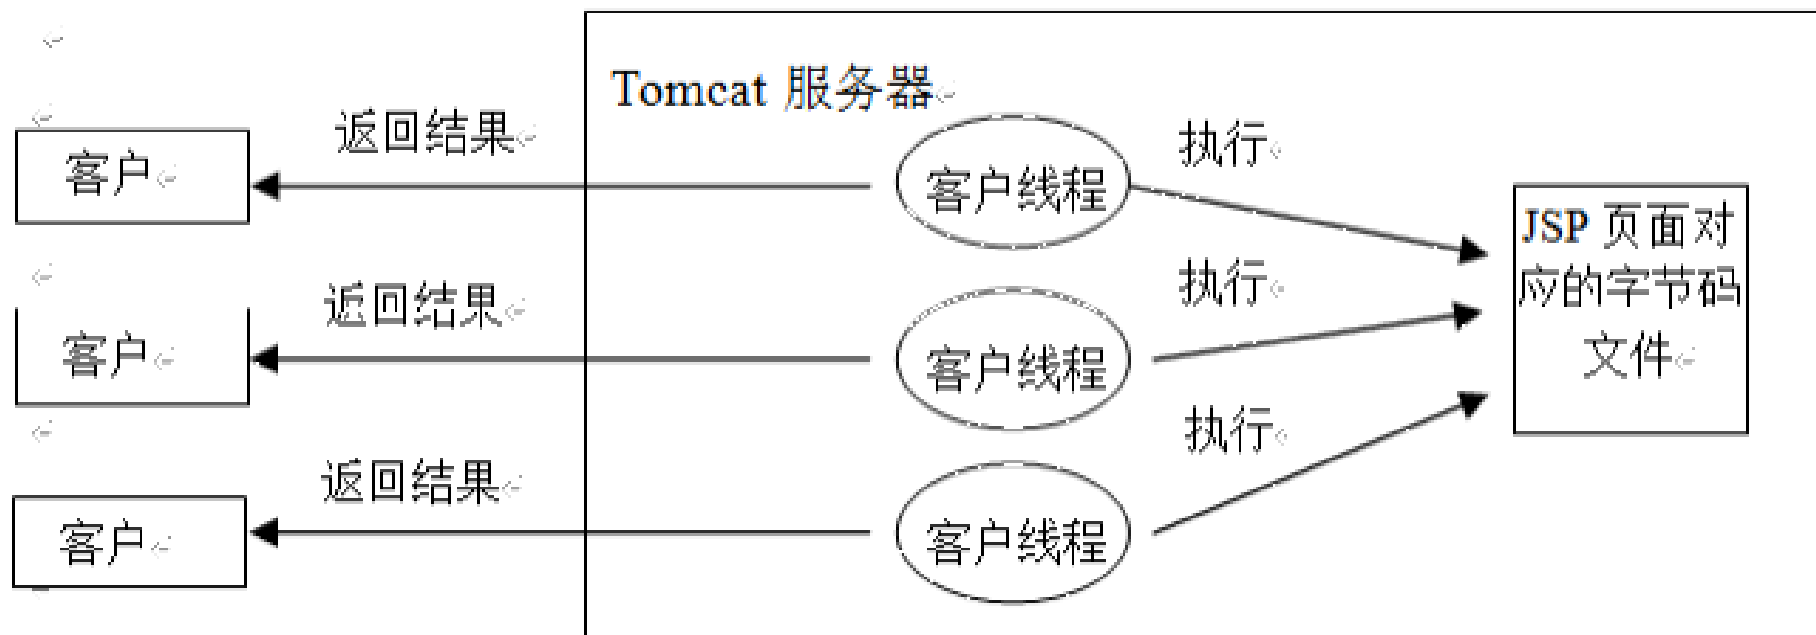 Tomcat 服务器
返回结果
执行
客户
客户线程
JSP 页面对
应的字节码
文件
返回结果
执行
客户
客户线程
返回结果
执行
客户
客户线程